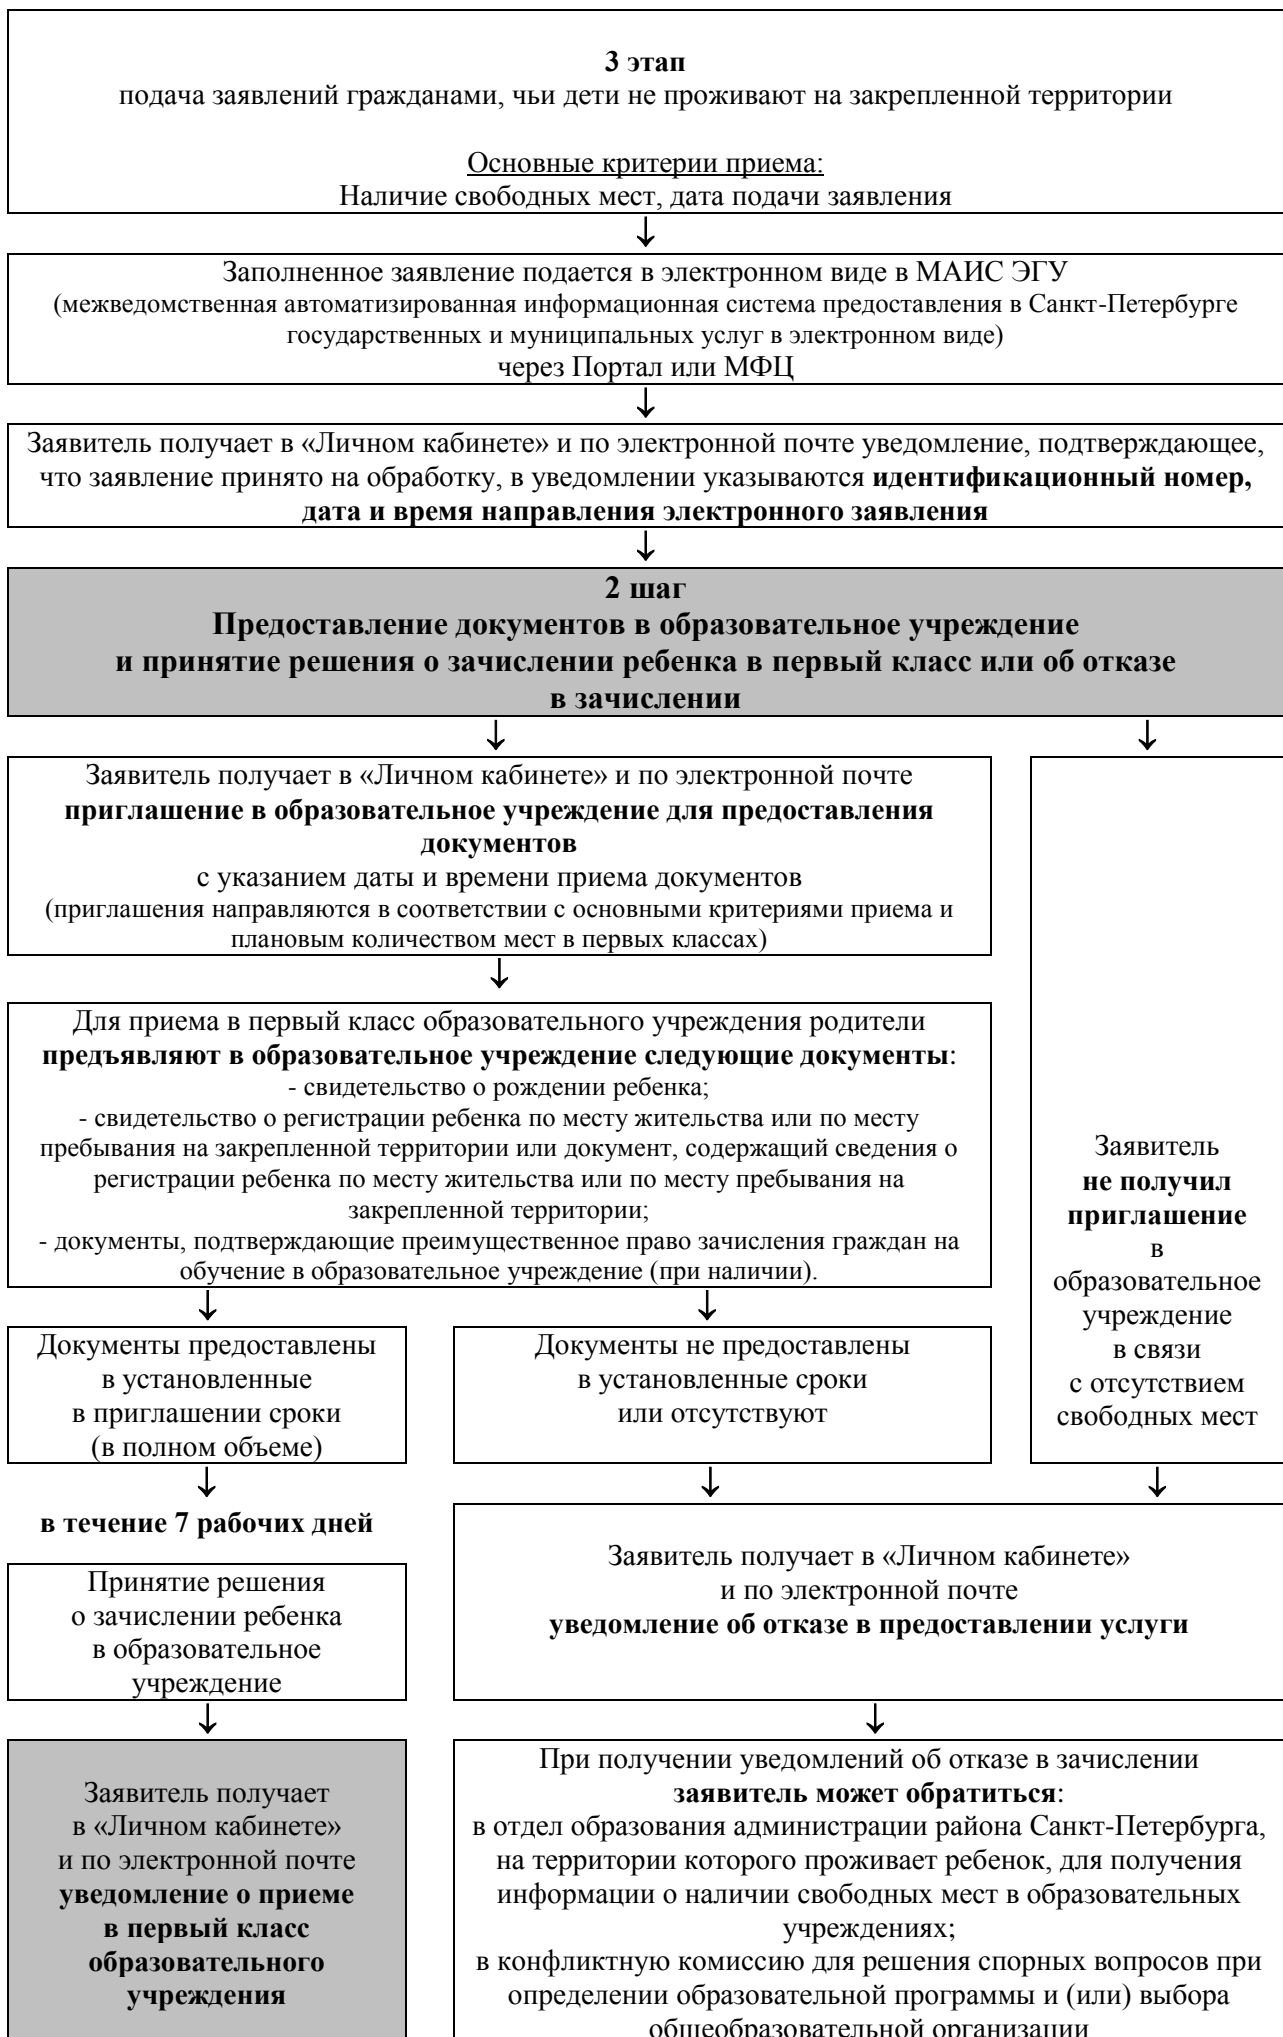 3 этап
подача заявлений гражданами, чьи дети не проживают на закрепленной территории
Основные критерии приема:
Наличие свободных мест, дата подачи заявления
↓
Заполненное заявление подается в электронном виде в МАИС ЭГУ
(межведомственная автоматизированная информационная система предоставления в Санкт-Петербурге
государственных и муниципальных услуг в электронном виде)
через Портал или МФЦ
↓
Заявитель получает в «Личном кабинете» и по электронной почте уведомление, подтверждающее,
что заявление принято на обработку, в уведомлении указываются идентификационный номер,
дата и время направления электронного заявления
↓
2 шаг
Предоставление документов в образовательное учреждение
и принятие решения о зачислении ребенка в первый класс или об отказе
в зачислении
↓ ↓
Заявитель получает в «Личном кабинете» и по электронной почте
приглашение в образовательное учреждение для предоставления
документов
с указанием даты и времени приема документов
(приглашения направляются в соответствии с основными критериями приема и
плановым количеством мест в первых классах)
↓
Для приема в первый класс образовательного учреждения родители
предъявляют в образовательное учреждение следующие документы:
- свидетельство о рождении ребенка;
- свидетельство о регистрации ребенка по месту жительства или по месту
пребывания на закрепленной территории или документ, содержащий сведения о
регистрации ребенка по месту жительства или по месту пребывания на
закрепленной территории;
- документы, подтверждающие преимущественное право зачисления граждан на
обучение в образовательное учреждение (при наличии).
↓ ↓
Документы предоставлены
в установленные
в приглашении сроки
(в полном объеме)
Документы не предоставлены
в установленные сроки
или отсутствуют
Заявитель
не получил
приглашение
в
образовательное
учреждение
в связи
с отсутствием
свободных мест
↓ ↓ ↓
в течение 7 рабочих дней
Принятие решения
о зачислении ребенка
в образовательное
учреждение
Заявитель получает в «Личном кабинете»
и по электронной почте
уведомление об отказе в предоставлении услуги
↓ ↓
Заявитель получает
в «Личном кабинете»
и по электронной почте
уведомление о приеме
в первый класс
образовательного
учреждения
При получении уведомлений об отказе в зачислении
заявитель может обратиться:
в отдел образования администрации района Санкт-Петербурга,
на территории которого проживает ребенок, для получения
информации о наличии свободных мест в образовательных
учреждениях;
в конфликтную комиссию для решения спорных вопросов при
определении образовательной программы и (или) выбора
общеобразовательной организации